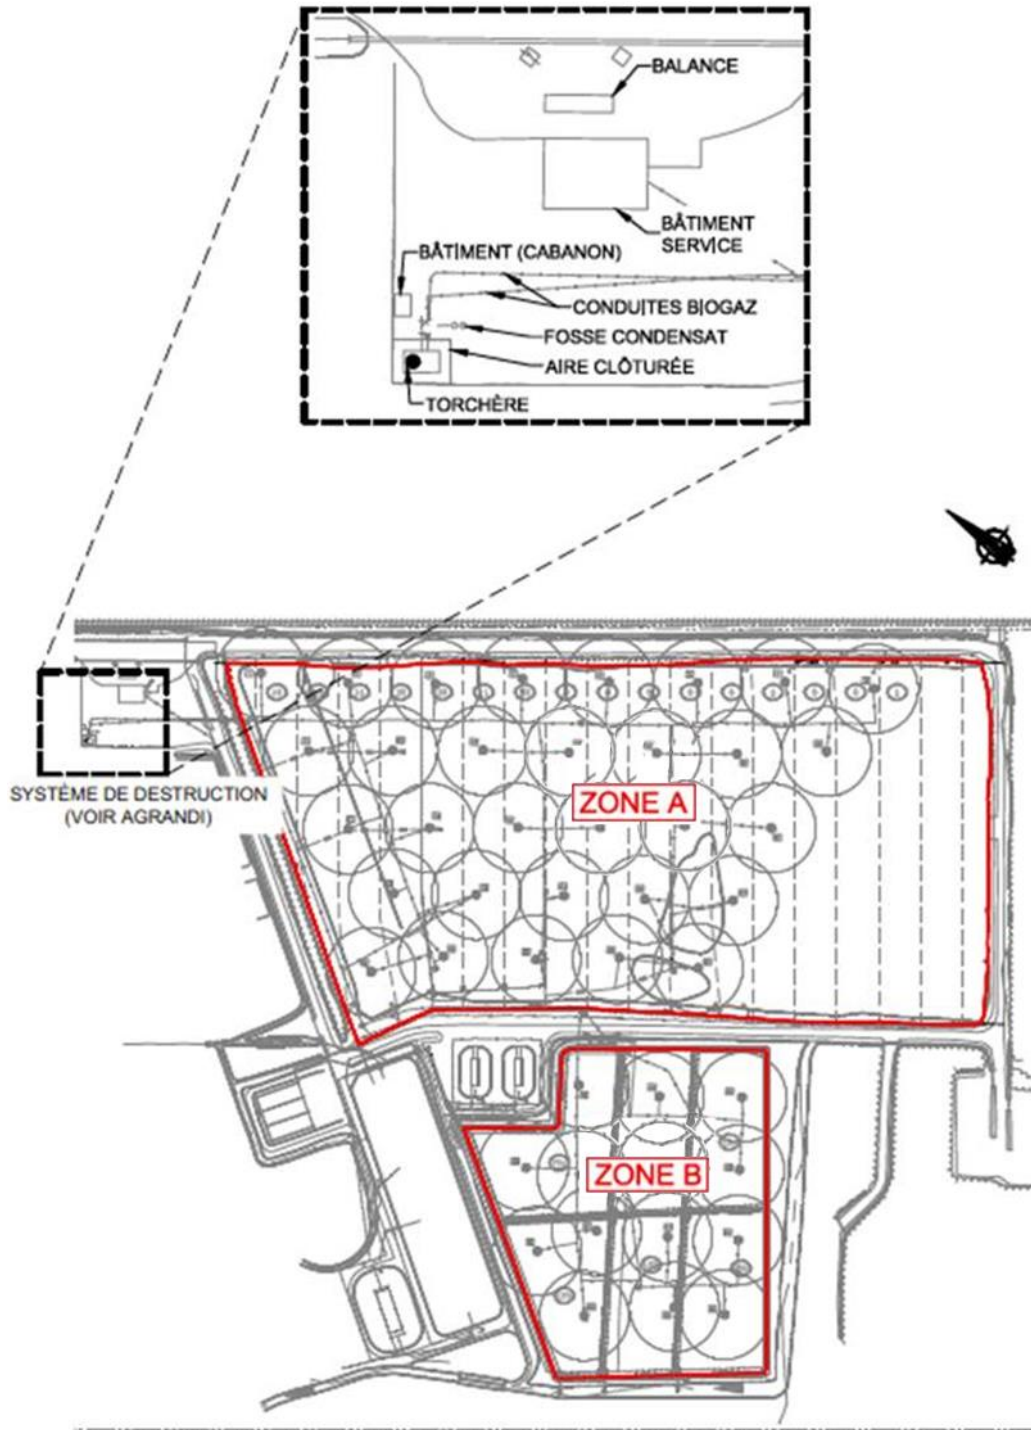 BALANCE
BÂTIMENT
SERVICE
BÂTIMENT (CABANON)
CONDUITES BIOGAZ
FOSSE CONDENSAT
AIRE CLÔTURÉE
TORCHÈRE
SYSTÈME DE DESTRUCTION
(VOIR AGRANDI)
ZONE A
ZONE B